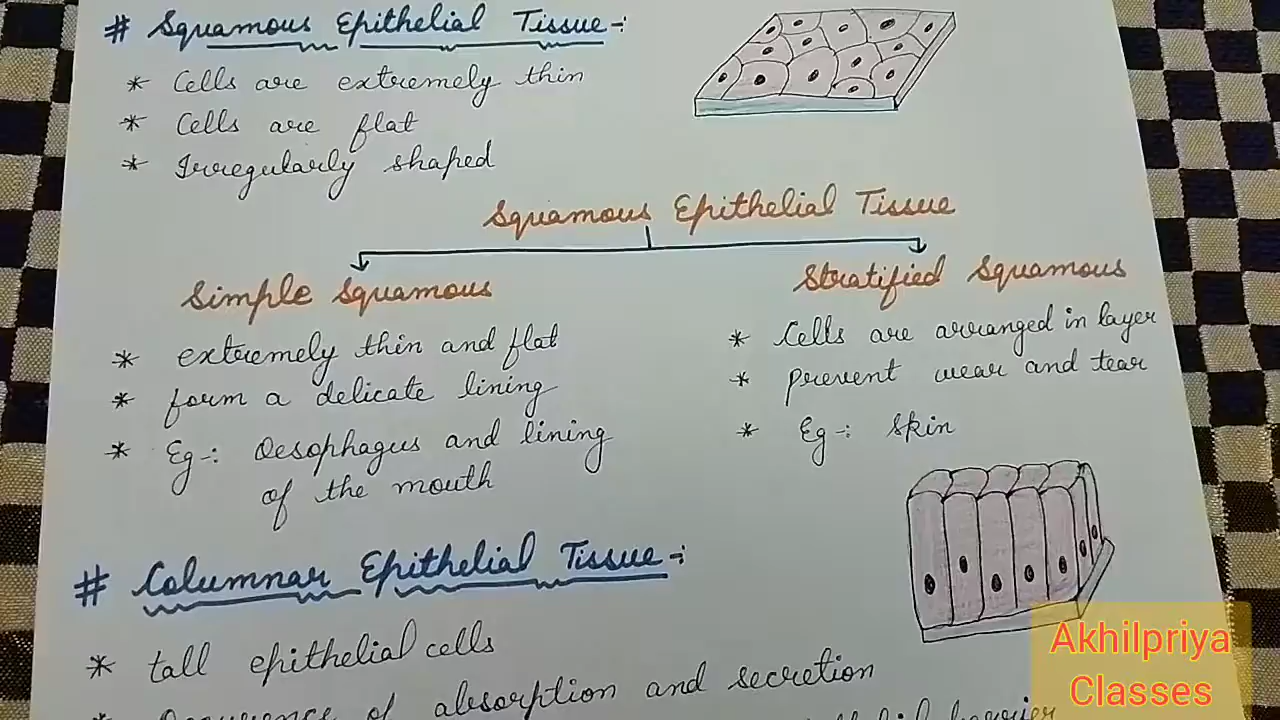 # Squamous Epithelial Tissue -:
* Cells are extremely thin
* Cells are flat
* Irregularly shaped
Squamous Epithelial Tissue
Simple Squamous
* extremely thin and flat
* form a delicate lining
* Eg -: Oesophagus and lining
of the mouth
Stratified Squamous
* Cells are arranged in layer
* prevent wear and tear
* Eg -: Skin
# Columnar Epithelial Tissue -:
* tall epithelial cells
* of absorption and secretion
barrier
Akhilpriya
Classes